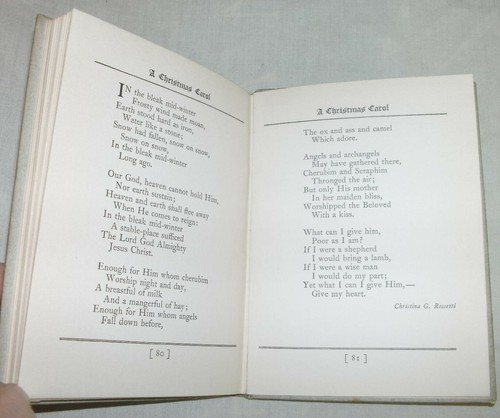 A Christmas Carol
IN the bleak mid-winter
Frosty wind made moan,
Earth stood hard as iron,
Water like a stone;
Snow had fallen, snow on snow,
Snow on snow,
In the bleak mid-winter
Long ago.
Our God, heaven cannot hold Him,
Nor earth sustain;
Heaven and earth shall flee away
When He comes to reign:
In the bleak mid-winter
A stable-place sufficed
The Lord God Almighty
Jesus Christ.
Enough for Him whom cherubim
Worship night and day,
A breastful of milk
And a mangerful of hay;
Enough for Him whom angels
Fall down before,
[ 80 ]
A Christmas Carol
The ox and ass and camel
Which adore.
Angels and archangels
May have gathered there,
Cherubim and Seraphim
Thronged the air;
But only His mother
In her maiden bliss,
Worshipped the Beloved
With a kiss.
What can I give him,
Poor as I am?
If I were a shepherd
I would bring a lamb,
If I were a wise man
I would do my part;
Yet what I can I give Him,—
Give my heart.
Christina G. Rossetti
[ 81 ]